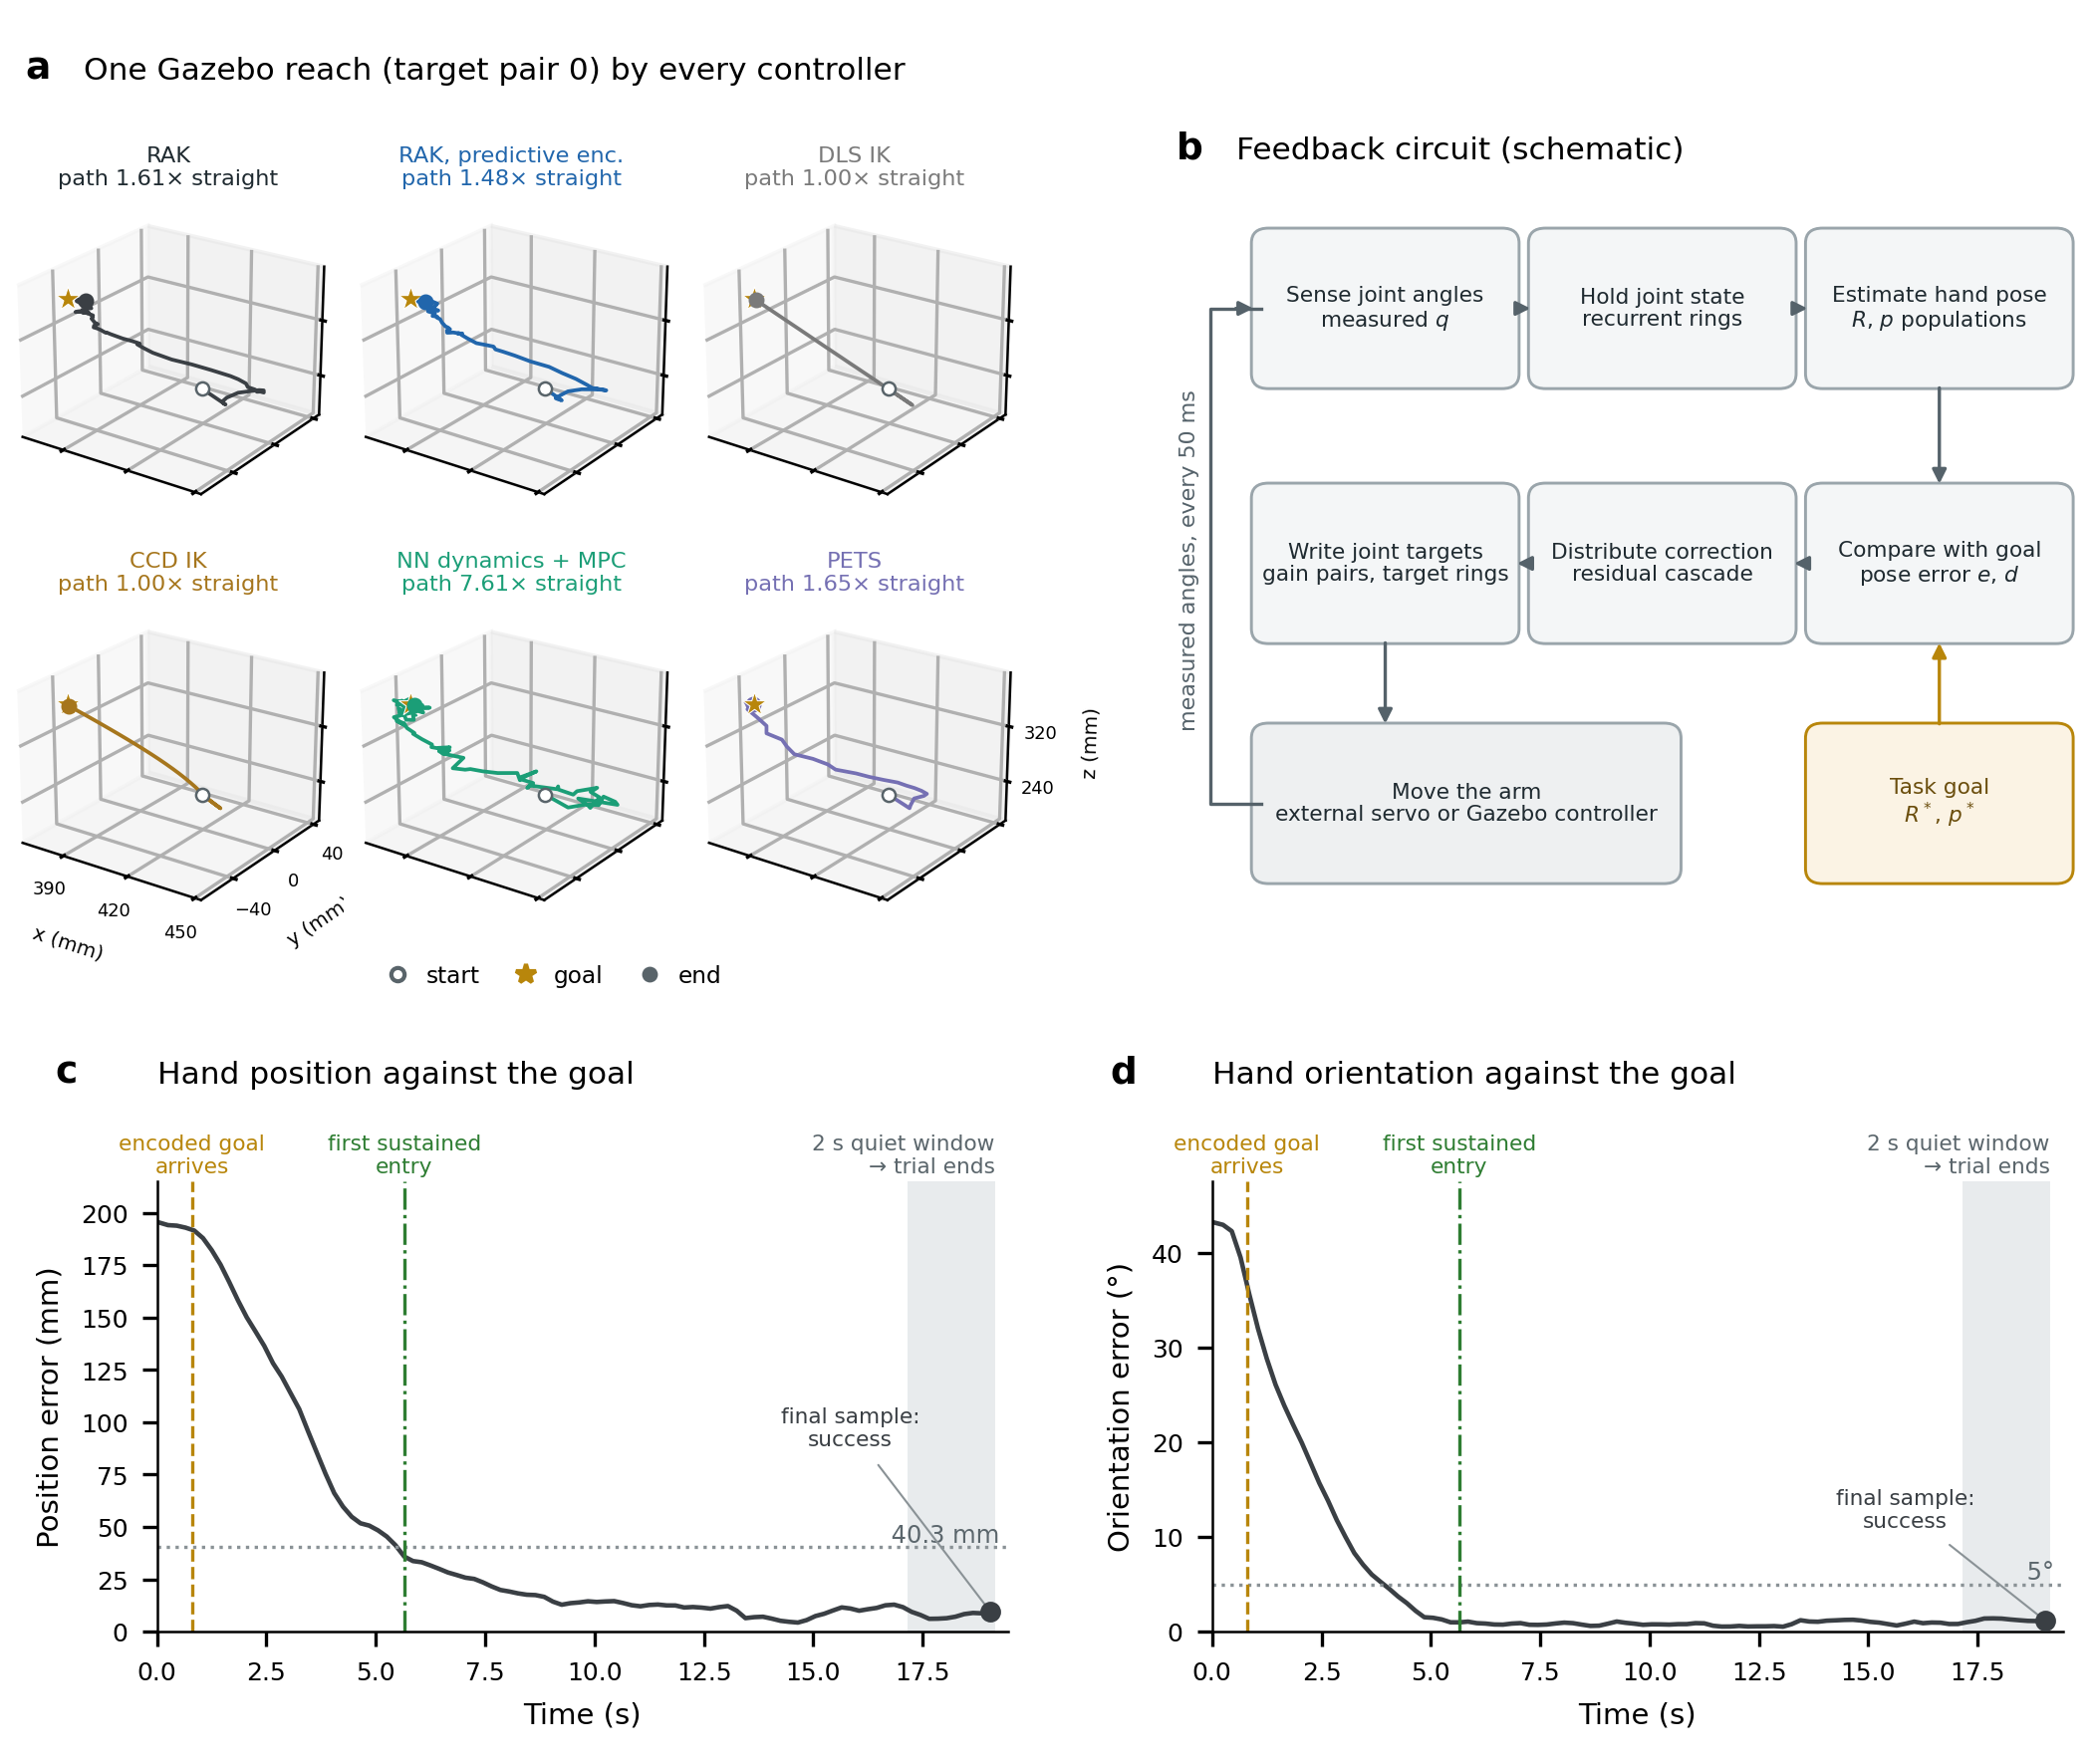 a One Gazebo reach (target pair 0) by every controller
RAK
path 1.61× straight
RAK, predictive enc.
path 1.48× straight
DLS IK
path 1.00× straight
CCD IK
path 1.00× straight
NN dynamics + MPC
path 7.61× straight
PETS
path 1.65× straight
320
240
z (mm)
40
0
−40
y (mm)
390
420
450
x (mm)
start
goal
end
b Feedback circuit (schematic)
Sense joint angles
measured q
Hold joint state
recurrent rings
Estimate hand pose
R, p populations
measured angles, every 50 ms
Write joint targets
gain pairs, target rings
Distribute correction
residual cascade
Compare with goal
pose error e, d
Move the arm
external servo or Gazebo controller
Task goal
R*, p*
c Hand position against the goal
encoded goal
arrives
first sustained
entry
2 s quiet window
→ trial ends
200
175
150
125
100
75
50
25
0
Position error (mm)
final sample:
success
40.3 mm
0.0
2.5
5.0
7.5
10.0
12.5
15.0
17.5
Time (s)
d Hand orientation against the goal
encoded goal
arrives
first sustained
entry
2 s quiet window
→ trial ends
40
30
20
10
0
Orientation error (°)
final sample:
success
5°
0.0
2.5
5.0
7.5
10.0
12.5
15.0
17.5
Time (s)